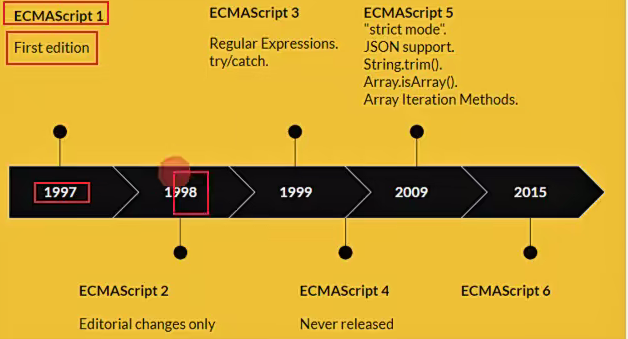 ECMAScript 1
First edition
ECMAScript 3
Regular Expressions.
try/catch.
ECMAScript 5
"strict mode".
JSON support.
String.trim().
Array.isArray().
Array Iteration Methods.
1997
1998
1999
2009
2015
ECMAScript 2
Editorial changes only
ECMAScript 4
Never released
ECMAScript 6